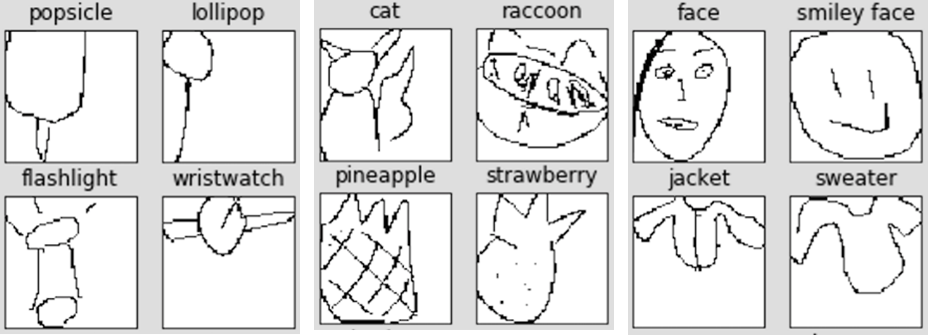 popsicle lollipop cat raccoon face smiley face
flashlight wristwatch pineapple strawberry jacket sweater